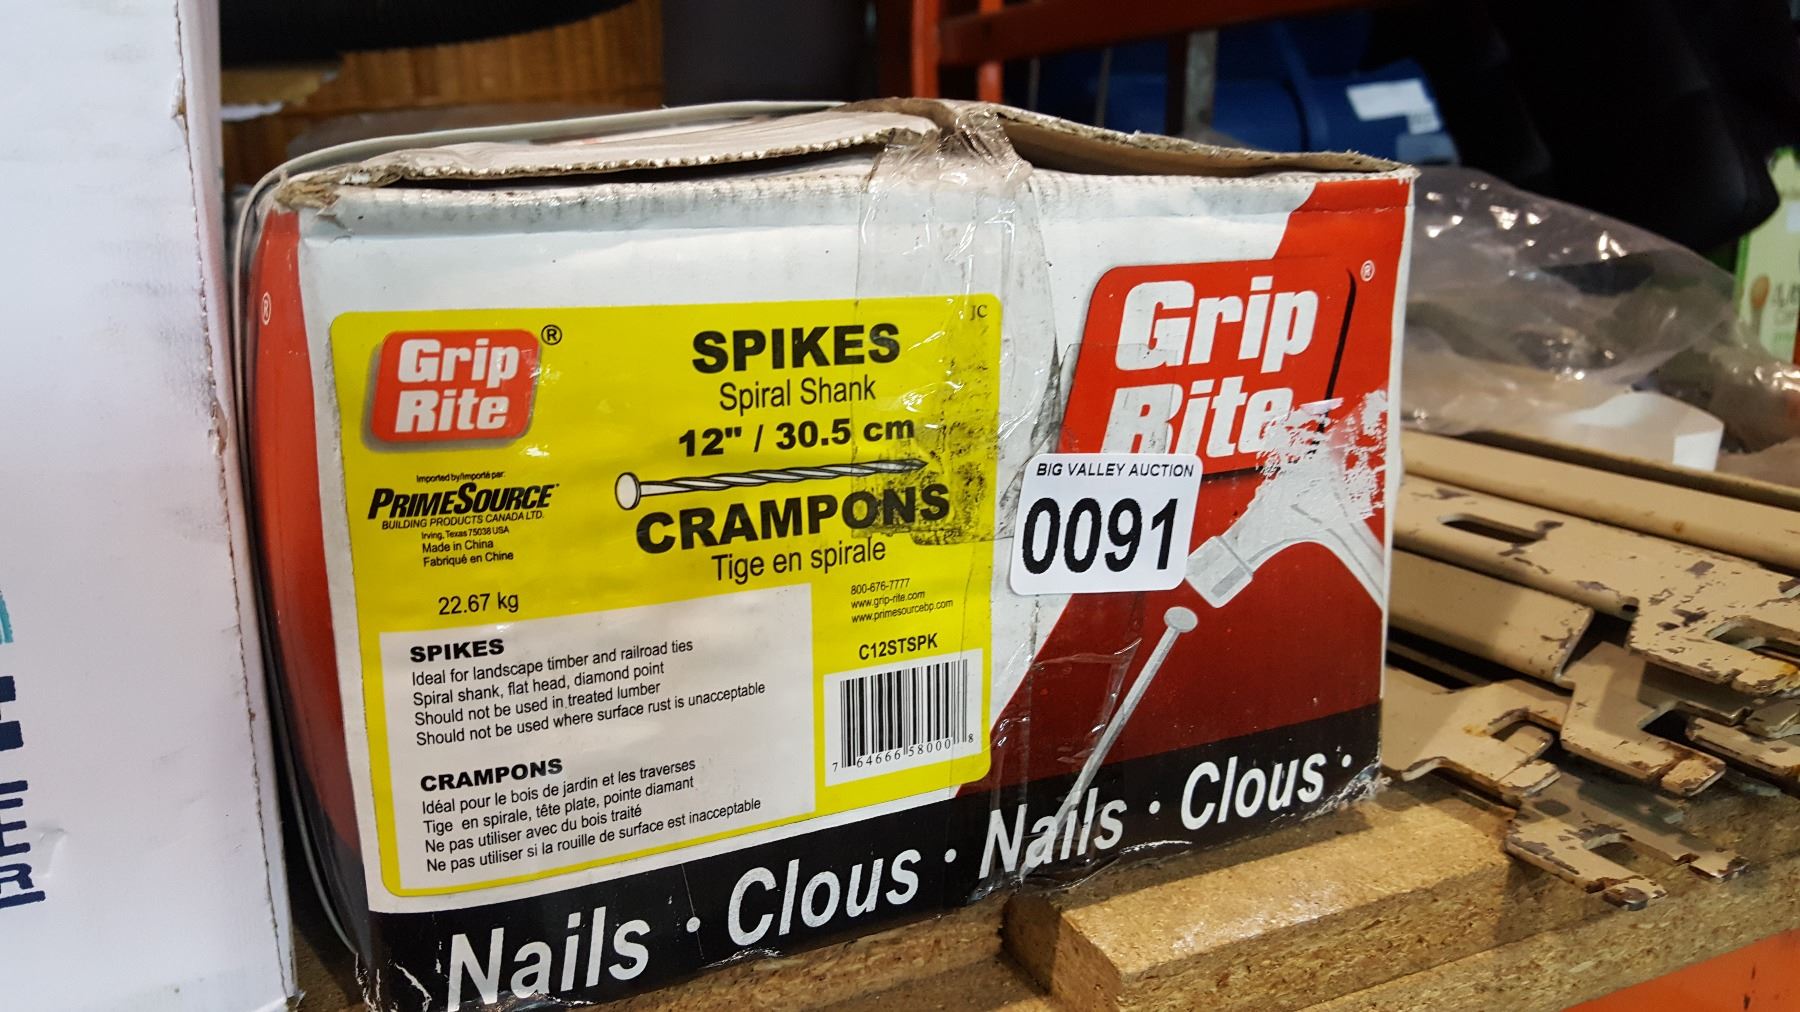 Grip
Rite
®
SPIKES
Spiral Shank
12" / 30.5 cm
CRAMPONS
Tige en spirale
JC
Imported by/Importé par:
PRIMESOURCE
BUILDING PRODUCTS CANADA LTD.
Irving, Texas 75038 USA
Made in China
Fabriqué en Chine
22.67 kg
800-676-7777
www.grip-rite.com
www.primesourcebp.com
C12STSPK
7 64666 58000 8
SPIKES
Ideal for landscape timber and railroad ties
Spiral shank, flat head, diamond point
Should not be used in treated lumber
Should not be used where surface rust is unacceptable
CRAMPONS
Idéal pour le bois de jardin et les traverses
Tige en spirale, tête plate, pointe diamant
Ne pas utiliser avec du bois traité
Ne pas utiliser si la rouille de surface est inacceptable
Grip
Rite
®
BIG VALLEY AUCTION
0091
Nails · Clous · Nails · Clous ·
®
ER